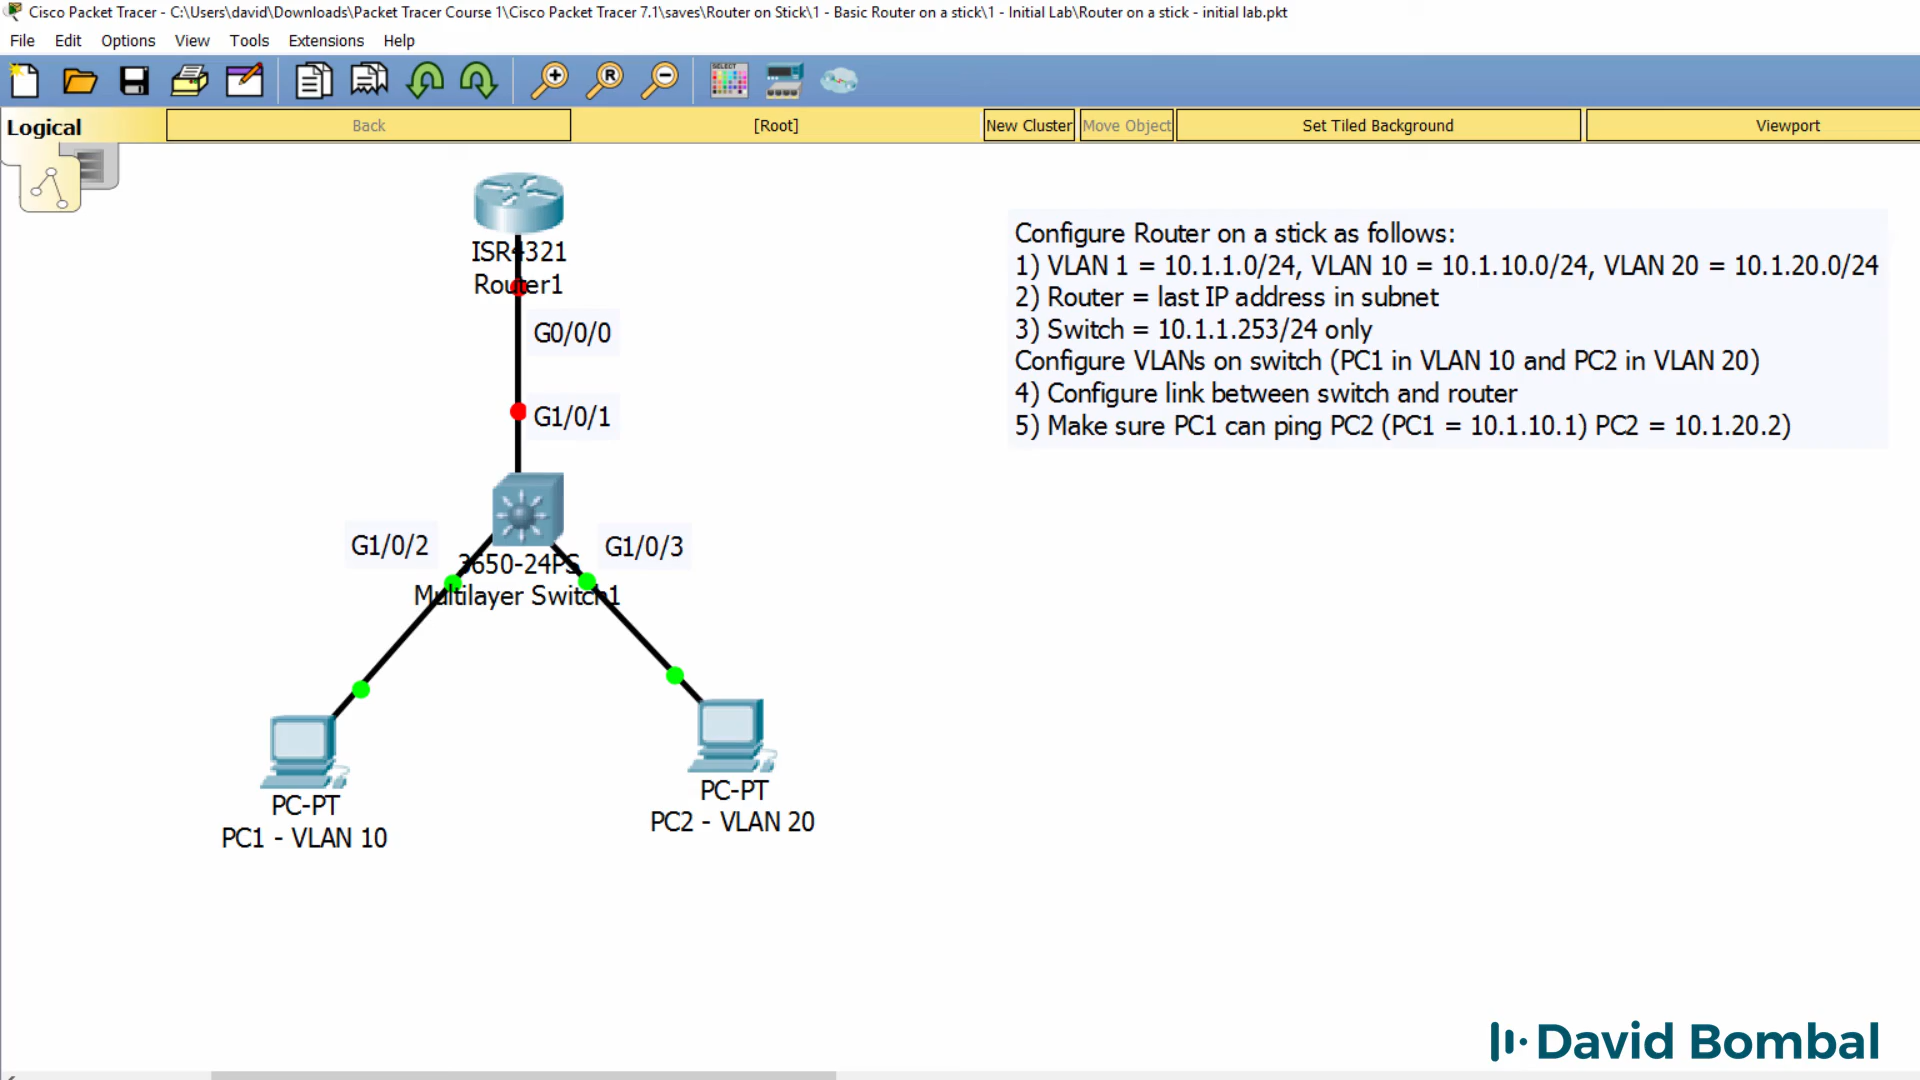 Cisco Packet Tracer - C:\Users\david\Downloads\Packet Tracer Course 1\Cisco Packet Tracer 7.1\saves\Router on Stick\1 - Basic Router on a stick\1 - Initial Lab\Router on a stick - initial lab.pkt
File Edit Options View Tools Extensions Help
SELECT
R
Logical Back [Root] New Cluster Move Object Set Tiled Background Viewport
ISR4321
Router1
G0/0/0
G1/0/1
G1/0/2
G1/0/3
3650-24PS
Multilayer Switch1
PC-PT
PC1 - VLAN 10
PC-PT
PC2 - VLAN 20
Configure Router on a stick as follows:
1) VLAN 1 = 10.1.1.0/24, VLAN 10 = 10.1.10.0/24, VLAN 20 = 10.1.20.0/24
2) Router = last IP address in subnet
3) Switch = 10.1.1.253/24 only
Configure VLANs on switch (PC1 in VLAN 10 and PC2 in VLAN 20)
4) Configure link between switch and router
5) Make sure PC1 can ping PC2 (PC1 = 10.1.10.1) PC2 = 10.1.20.2)
David Bombal